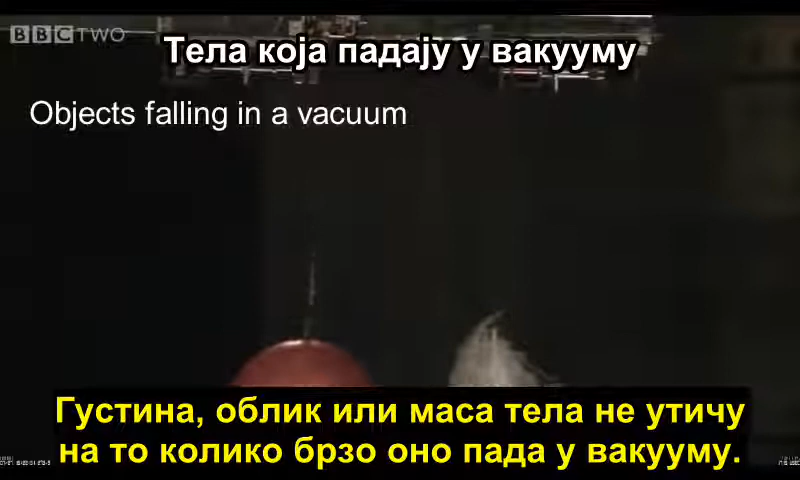 BBC TWO
Тела која падају у вакууму
Objects falling in a vacuum
Густина, облик или маса тела не утичу
на то колико брзо оно пада у вакууму.